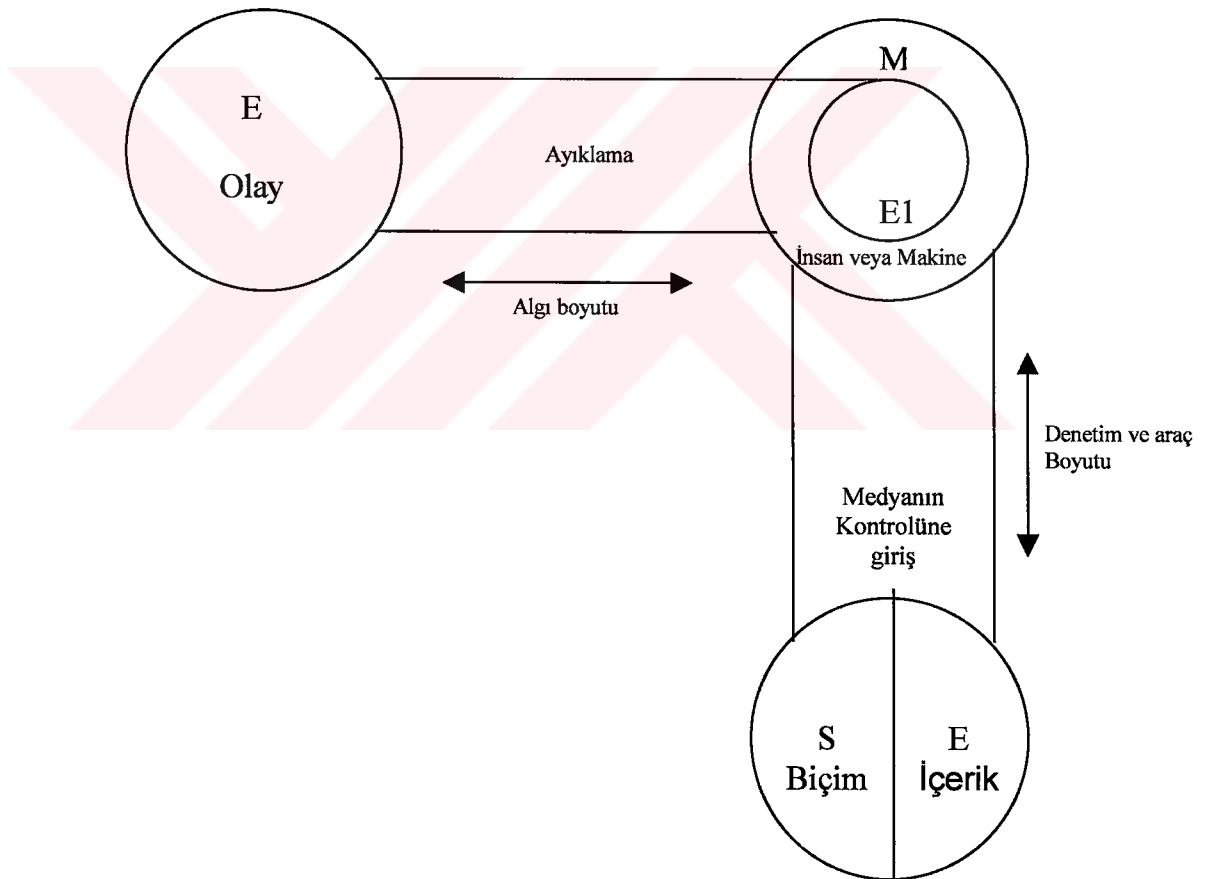 E
Olay
Ayıklama
Algı boyutu
M
E1
İnsan veya Makine
Denetim ve araç
Boyutu
Medyanın
Kontrolüne
giriş
S
Biçim
E
İçerik